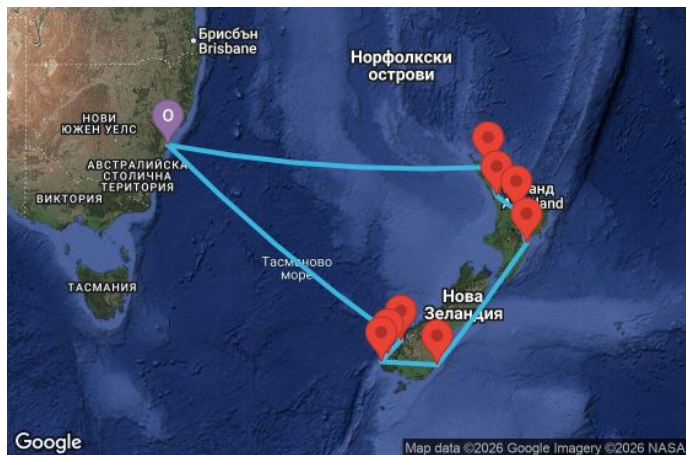 Брисбън
Brisbane
Норфолкски
острови
О
НОВИ
ЮЖЕН УЕЛС
АВСТРАЛИЙСКА
СТОЛИЧНА
ТЕРИТОРИЯ
ВИКТОРИЯ
ТАСМАНИЯ
Тасманово
море
Нова
Зеландия
Google
Map data ©2026 Google Imagery ©2026 NASA